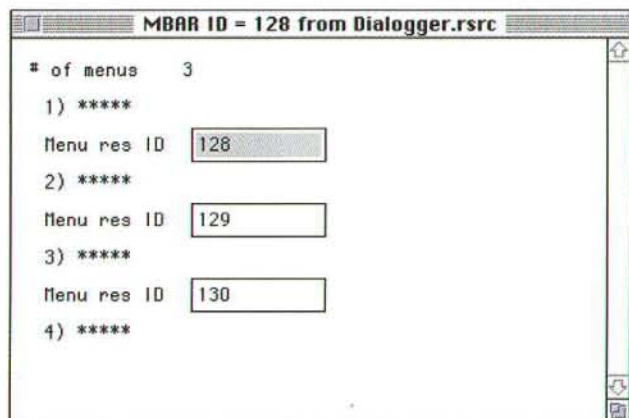 MBAR ID = 128 from Dialogger.rsrc
# of menus 3
1) *****
Menu res ID 128
2) *****
Menu res ID 129
3) *****
Menu res ID 130
4) *****